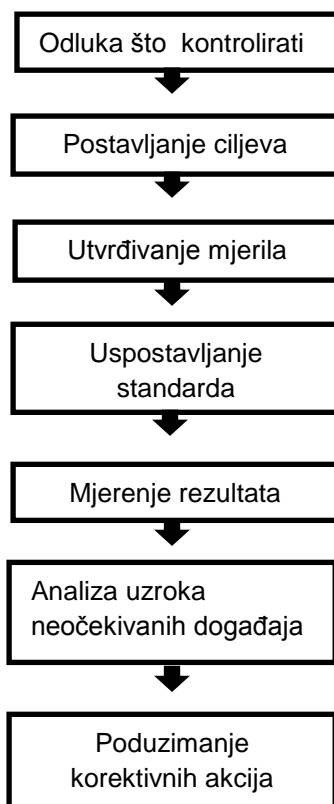 Odluka što kontrolirati
Postavljanje ciljeva
Utvrđivanje mjerila
Uspostavljanje
standarda
Mjerenje rezultata
Analiza uzroka
neočekivanih događaja
Poduzimanje
korektivnih akcija